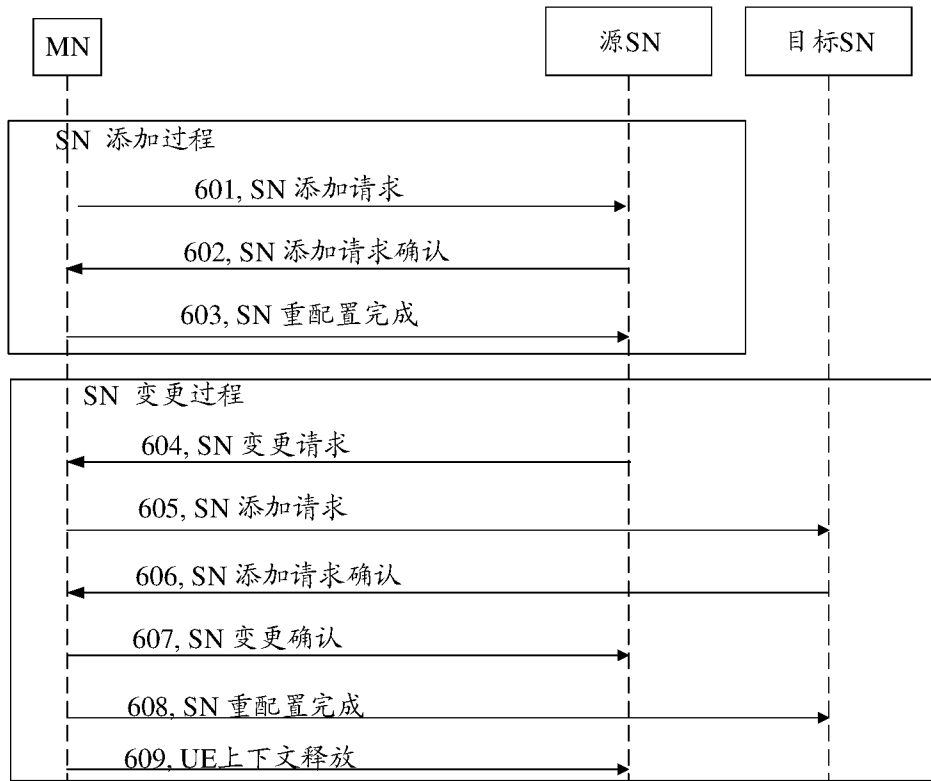 MN
源SN
目标SN
SN 添加过程
601, SN 添加请求
602, SN 添加请求确认
603, SN 重配置完成
SN 变更过程
604, SN 变更请求
605, SN 添加请求
606, SN 添加请求确认
607, SN 变更确认
608, SN 重配置完成
609, UE上下文释放